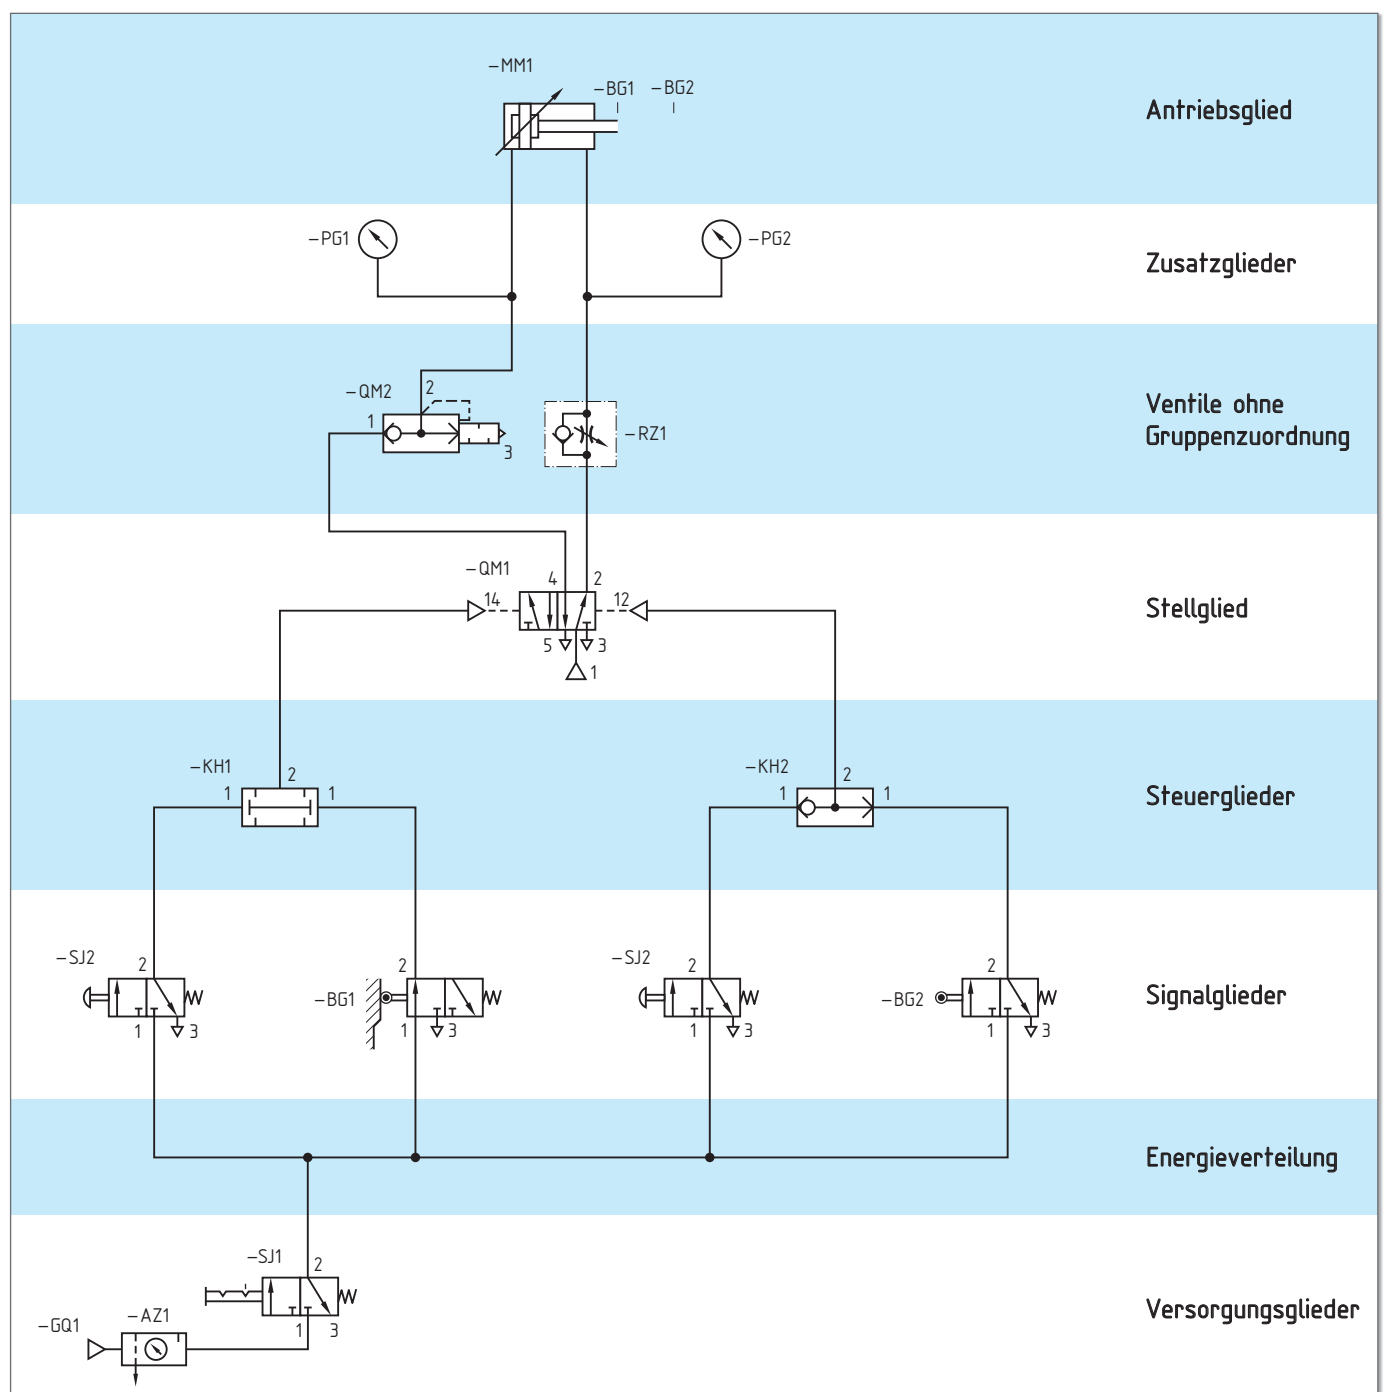 –MM1
–BG1
–BG2
Antriebsglied
–PG1
–PG2
Zusatzglieder
–QM2
2
1
3
–RZ1
Ventile ohne
Gruppenzuordnung
–QM1
4
2
14
12
5
3
1
Stellglied
–KH1
2
1
1
–KH2
2
1
1
Steuerglieder
–SJ2
2
1
3
–BG1
2
1
3
–SJ2
2
1
3
–BG2
2
1
3
Signalglieder
Energieverteilung
–SJ1
2
1
3
–AZ1
–GQ1
Versorgungsglieder